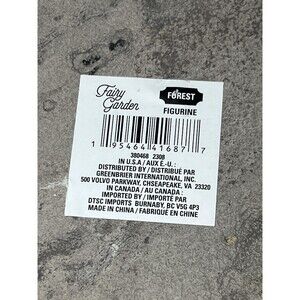 Fairy
Garden
FOREST
FIGURINE
1 95464 41687 7
380468 2308
IN U.S.A / AUX É.-U. :
DISTRIBUTED BY / DISTRIBUÉ PAR
GREENBRIER INTERNATIONAL, INC.
500 VOLVO PARKWAY, CHSEAPEAKE, VA 23320
IN CANADA / AU CANADA :
IMPORTED BY / IMPORTÉ PAR
DTSC IMPORTS BURNABY, BC V5G 4P3
MADE IN CHINA / FABRIQUÉ EN CHINE